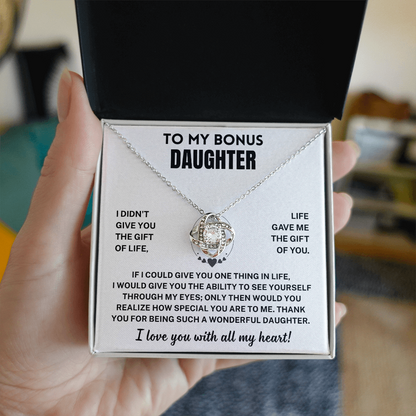 TO MY BONUS
DAUGHTER
I DIDN'T
GIVE YOU
THE GIFT
OF LIFE,
LIFE
GAVE ME
THE GIFT
OF YOU.
IF I COULD GIVE YOU ONE THING IN LIFE,
I WOULD GIVE YOU THE ABILITY TO SEE YOURSELF
THROUGH MY EYES; ONLY THEN WOULD YOU
REALIZE HOW SPECIAL YOU ARE TO ME. THANK
YOU FOR BEING SUCH A WONDERFUL DAUGHTER.
I love you with all my heart!